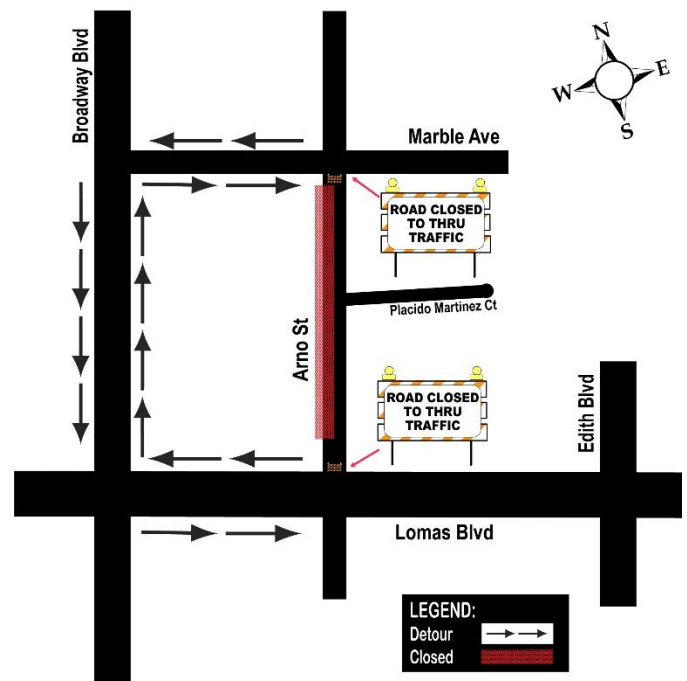 Broadway Blvd
N
W
E
S
Marble Ave
ROAD CLOSED
TO THRU
TRAFFIC
Placido Martinez Ct
Arno St
ROAD CLOSED
TO THRU
TRAFFIC
Edith Blvd
Lomas Blvd
LEGEND:
Detour
Closed